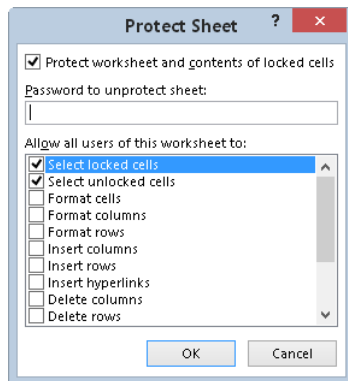 Protect Sheet ? ×
Protect worksheet and contents of locked cells
Password to unprotect sheet:
Allow all users of this worksheet to:
Select locked cells
Select unlocked cells
Format cells
Format columns
Format rows
Insert columns
Insert rows
Insert hyperlinks
Delete columns
Delete rows
OK Cancel